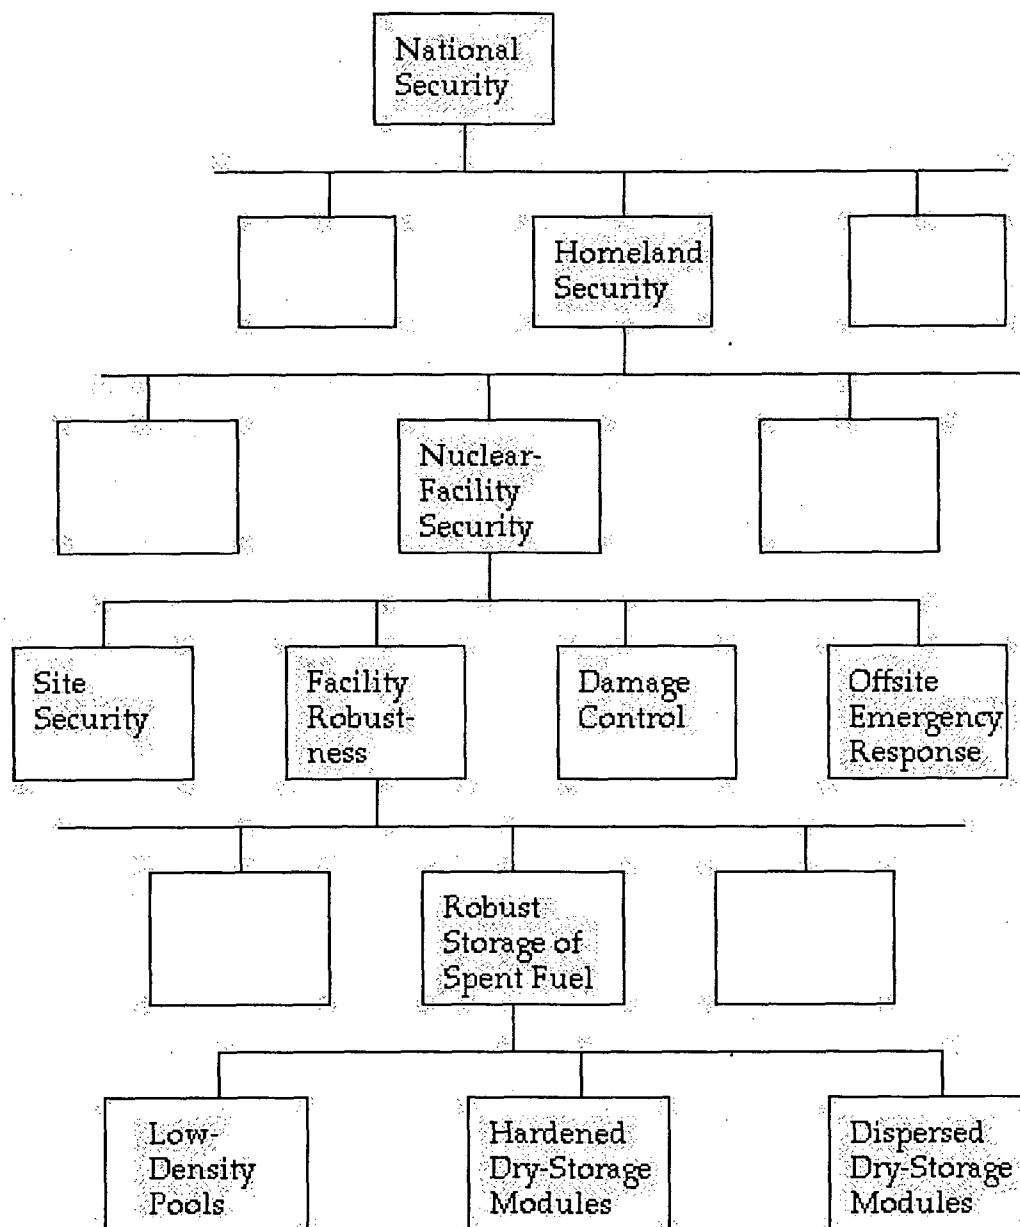 National
Security
Homeland
Security
Nuclear-
Facility
Security
Site
Security
Facility
Robust-
ness
Damage
Control
Offsite
Emergency
Response
Robust
Storage of
Spent Fuel
Low-
Density
Pools
Hardened
Dry-Storage
Modules
Dispersed
Dry-Storage
Modules